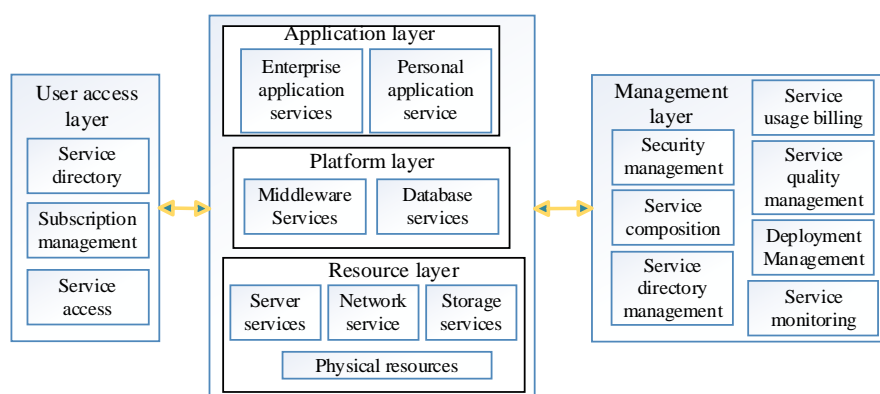 User access
layer
Service
directory
Subscription
management
Service
access
Application layer
Enterprise
application
services
Personal
application
service
Platform layer
Middleware
Services
Database
services
Resource layer
Server
services
Network
service
Storage
services
Physical resources
Management
layer
Security
management
Service
composition
Service
directory
management
Service
usage billing
Service
quality
management
Deployment
Management
Service
monitoring